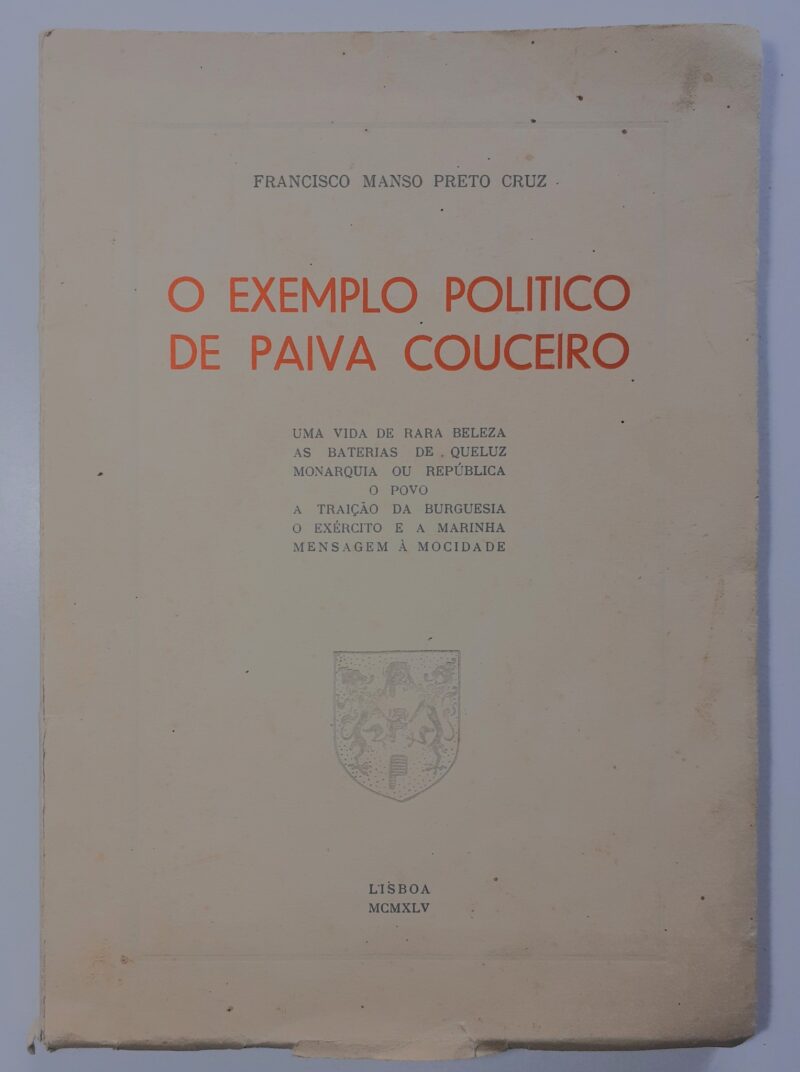 FRANCISCO MANSO PRETO CRUZ
O EXEMPLO POLITICO
DE PAIVA COUCEIRO
UMA VIDA DE RARA BELEZA
AS BATERIAS DE QUELUZ
MONARQUIA OU REPÚBLICA
O POVO
A TRAIÇÃO DA BURGUESIA
O EXÉRCITO E A MARINHA
MENSAGEM À MOCIDADE
LISBOA
MCMXLV